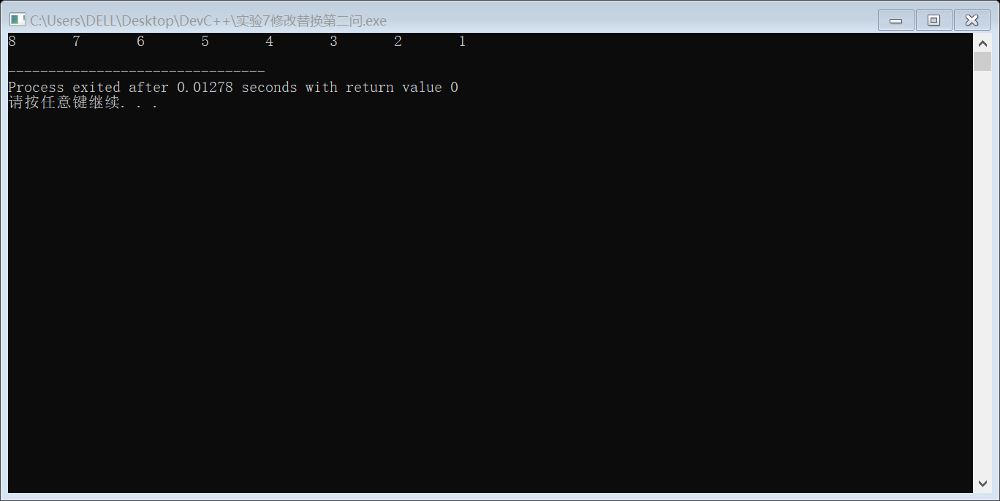 C:\Users\DELL\Desktop\DevC++\实验7修改替换第二问.exe
8 7 6 5 4 3 2 1
--------------------------------
Process exited after 0.01278 seconds with return value 0
请按任意键继续. . .